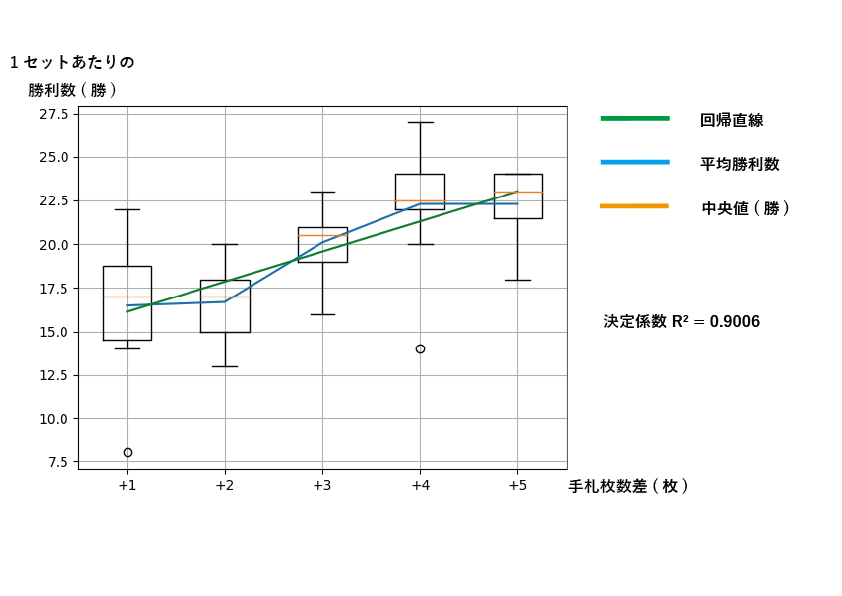 1 セットあたりの
勝利数 ( 勝 )
27.5
25.0
22.5
20.0
17.5
15.0
12.5
10.0
7.5
+1 +2 +3 +4 +5 手札枚数差 ( 枚 )
回帰直線
平均勝利数
中央値 ( 勝 )
決定係数 R² = 0.9006